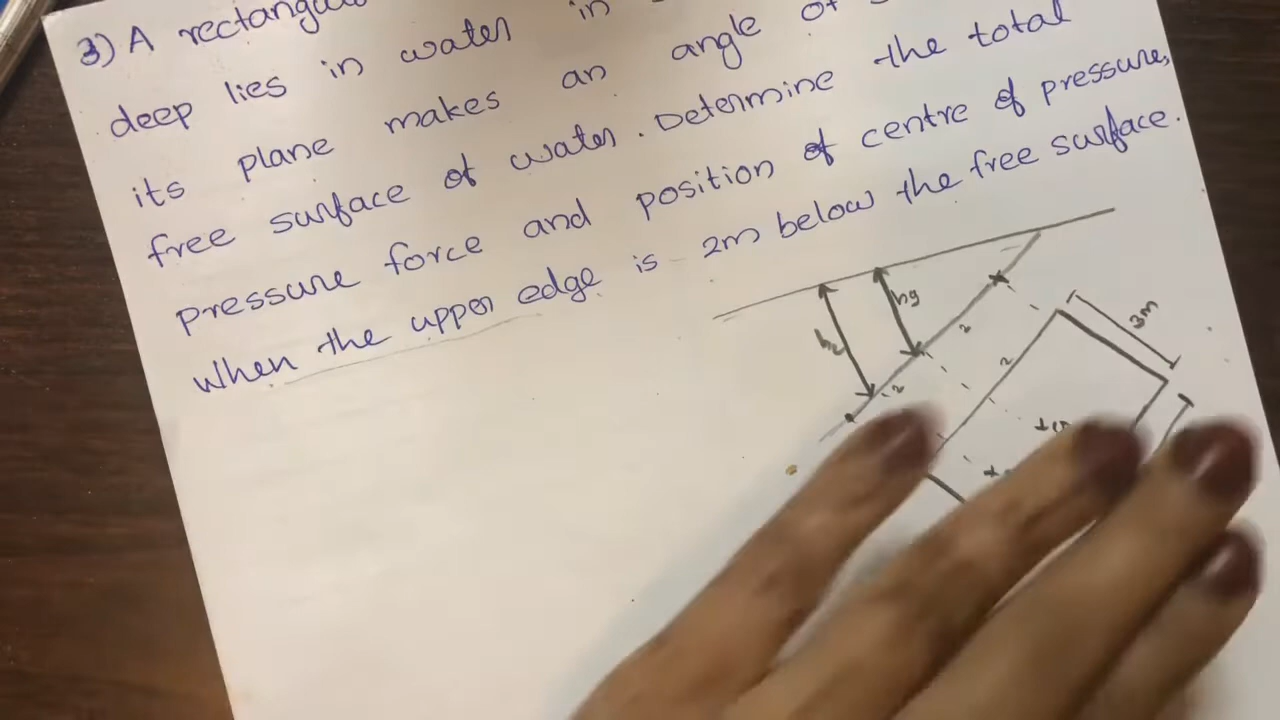 3) A rectangula
deep lies in water in
its plane makes an angle of
free surface of water. Determine the total
pressure force and position of centre of pressure,
when the upper edge is 2m below the free surface.
hg
3m
2
2
2